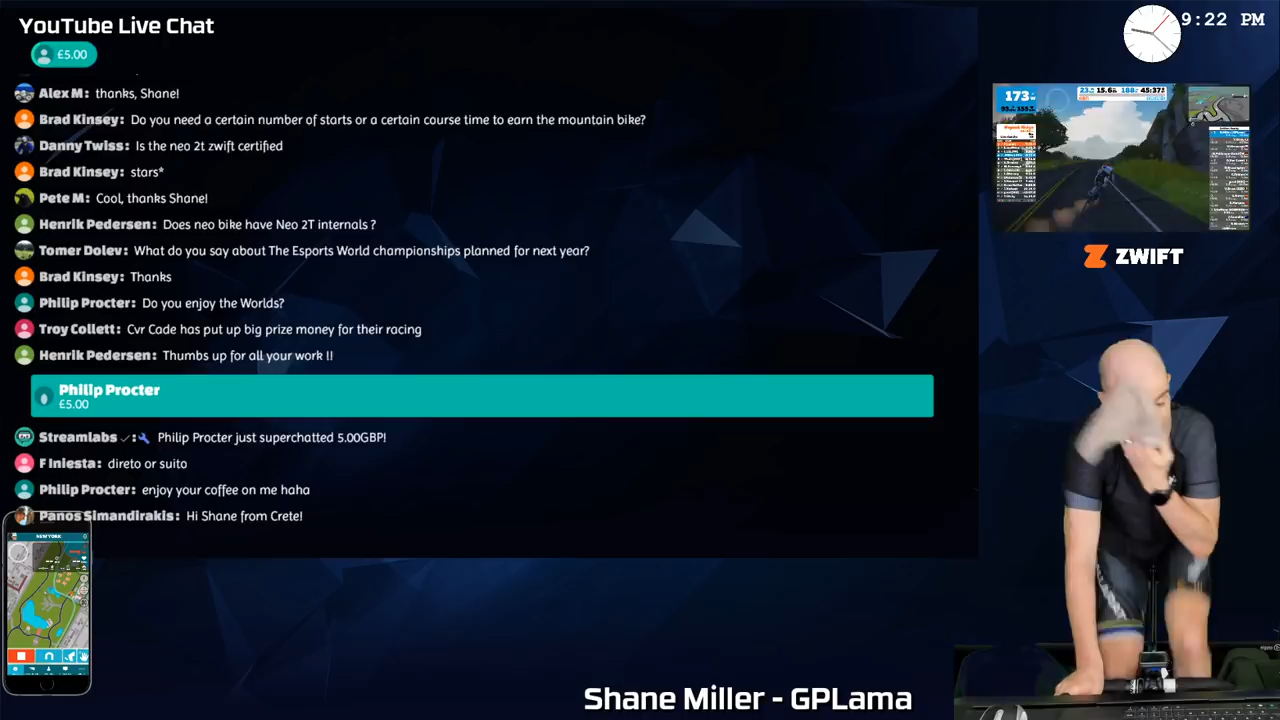 YouTube Live Chat
£5.00
Alex M: thanks, Shane!
Brad Kinsey: Do you need a certain number of starts or a certain course time to earn the mountain bike?
Danny Twiss: Is the neo 2t zwift certified
Brad Kinsey: stars*
Pete M: Cool, thanks Shane!
Henrik Pedersen: Does neo bike have Neo 2T internals ?
Tomer Dolev: What do you say about The Esports World championships planned for next year?
Brad Kinsey: Thanks
Philip Procter: Do you enjoy the Worlds?
Troy Collett: Cvr Cade has put up big prize money for their racing
Henrik Pedersen: Thumbs up for all your work !!
Philip Procter
£5.00
Streamlabs ✓: Philip Procter just superchatted 5.00GBP!
F Iniesta: direto or suito
Philip Procter: enjoy your coffee on me haha
Panos Simandirakis: Hi Shane from Crete!
NEW YORK
9:22 PM
173
15.6
188
45:37
ZWIFT
Shane Miller - GPLama